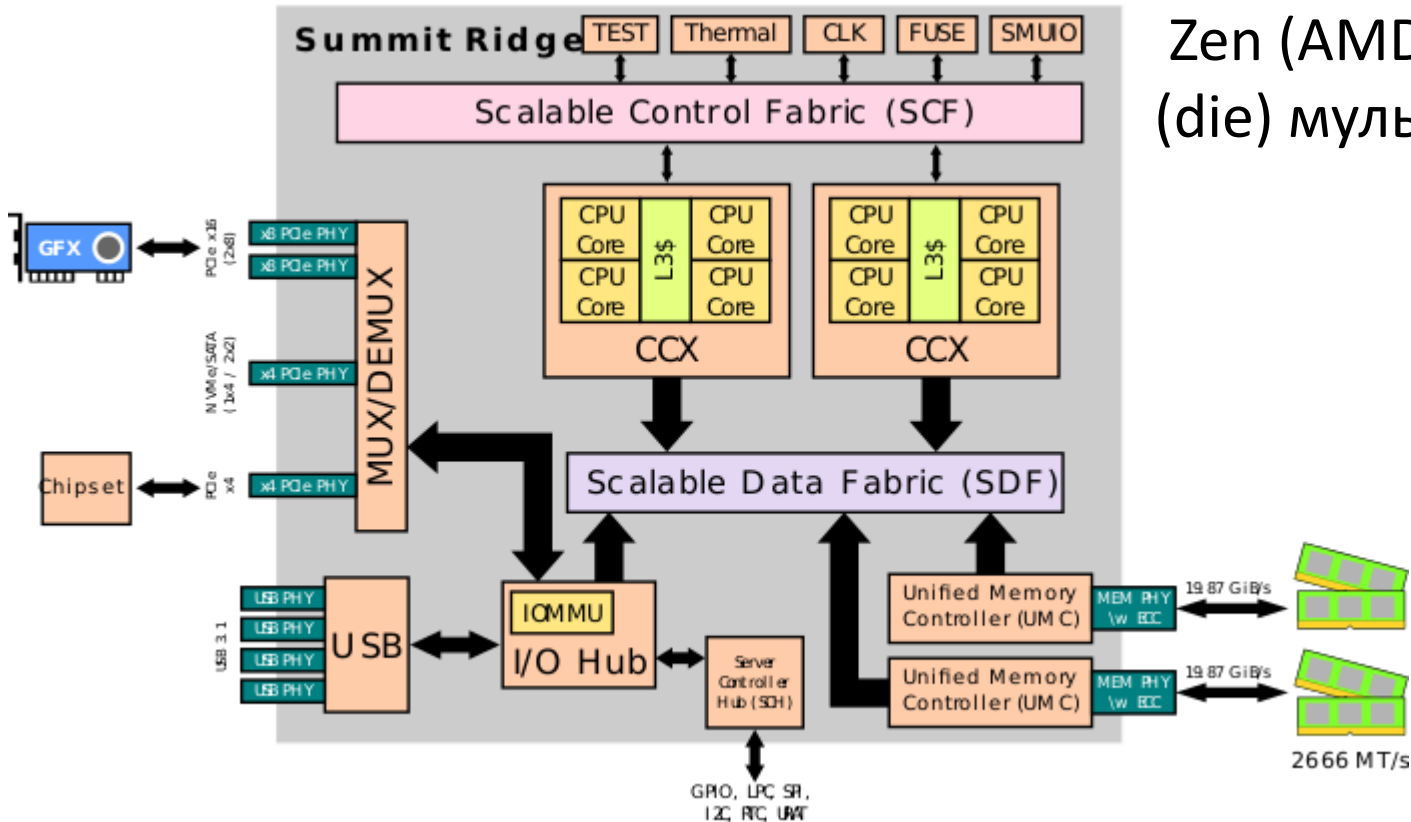 Summit Ridge
TEST
Thermal
CLK
FUSE
SMUIO
Zen (AMD
(die) муль
Scalable Control Fabric (SCF)
GFX
PCIe x16
(2x8)
x8 PCIe PHY
x8 PCIe PHY
NVMe/SATA
(1x4 / 2x2)
x4 PCIe PHY
Chipset
PCIe
x4
x4 PCIe PHY
MUX/DEMUX
CPU
Core
CPU
Core
L3$
CPU
Core
CPU
Core
CCX
CPU
Core
CPU
Core
L3$
CPU
Core
CPU
Core
CCX
Scalable Data Fabric (SDF)
USB 3.1
USB PHY
USB PHY
USB PHY
USB PHY
USB
IOMMU
I/O Hub
Server
Controller
Hub (SCH)
GPIO, LPC, SPI,
I2C, RTC, URAT
Unified Memory
Controller (UMC)
MEM PHY
\w ECC
19.87 GiB/s
Unified Memory
Controller (UMC)
MEM PHY
\w ECC
19.87 GiB/s
2666 MT/s